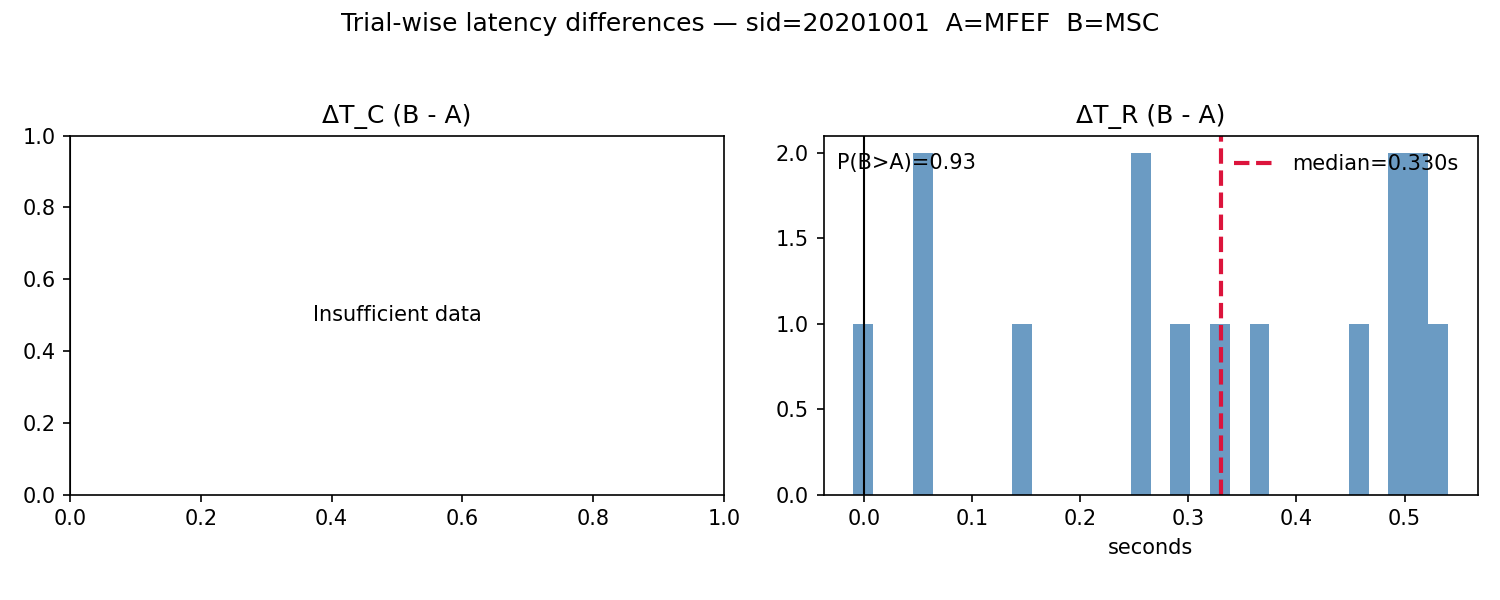 Trial-wise latency differences — sid=20201001  A=MFEF  B=MSC
ΔT_C (B - A)
1.0
0.8
0.6
0.4
0.2
0.0
Insufficient data
0.0 0.2 0.4 0.6 0.8 1.0
ΔT_R (B - A)
2.0
1.5
1.0
0.5
0.0
P(B>A)=0.93
median=0.330s
0.0 0.1 0.2 0.3 0.4 0.5
seconds